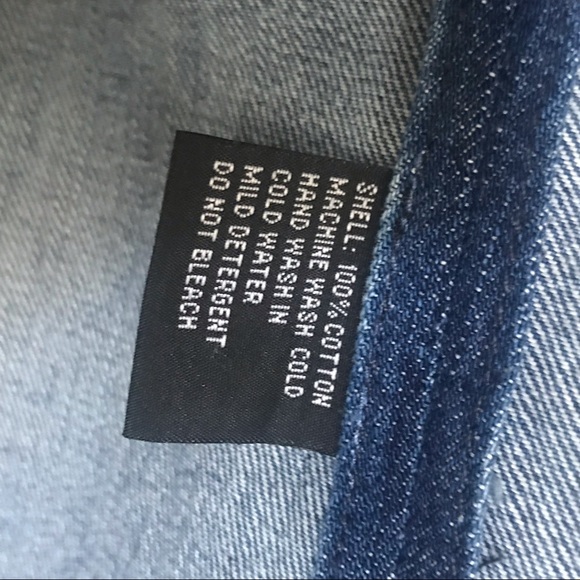 SHELL: 100% COTTON
MACHINE WASH COLD
HAND WASH IN
COLD WATER
MILD DETERGENT
DO NOT BLEACH